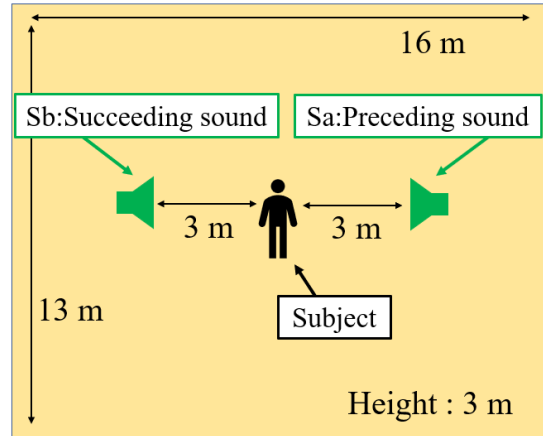 16 m
Sb:Succeeding sound
Sa:Preceding sound
3 m
3 m
13 m
Subject
Height : 3 m